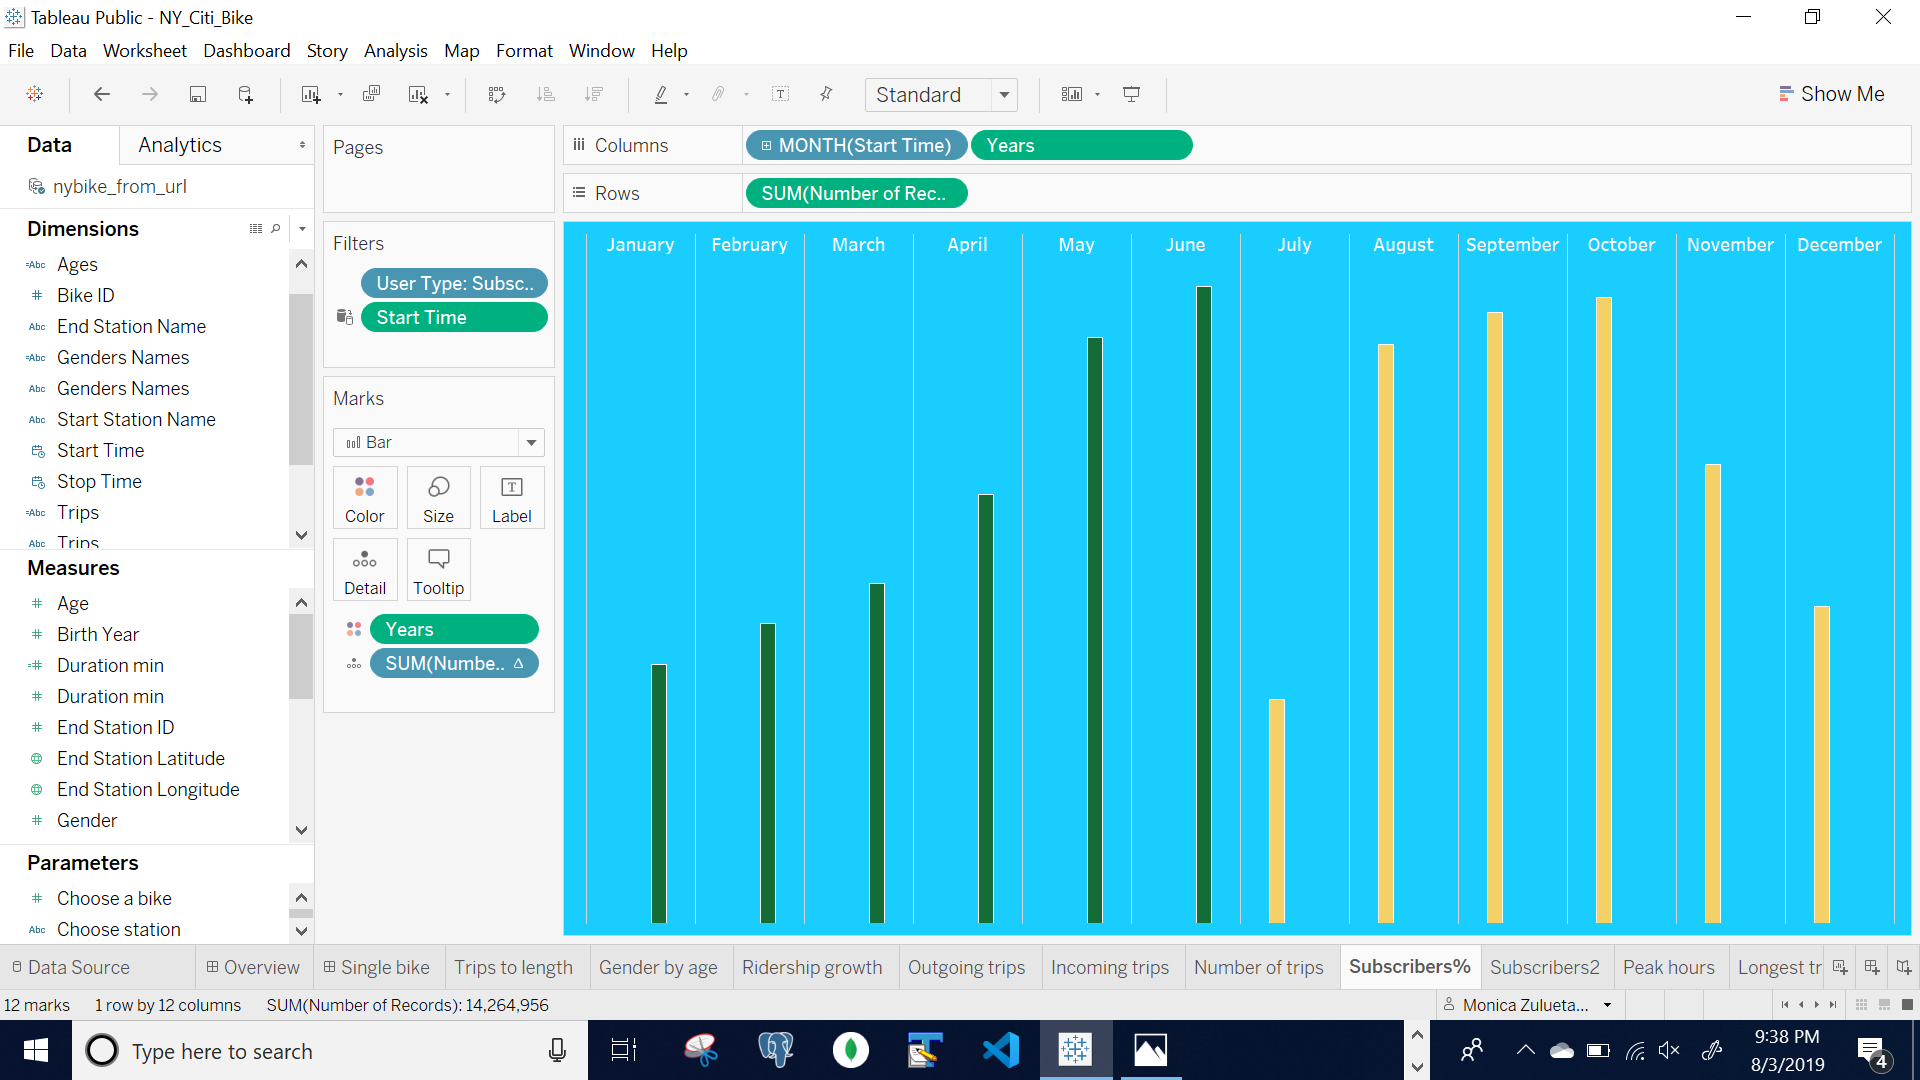 Tableau Public - NY_Citi_Bike
File Data Worksheet Dashboard Story Analysis Map Format Window Help
Standard
Show Me
Data
Analytics
nybike_from_url
Dimensions
Abc Ages
Bike ID
Abc End Station Name
Abc Genders Names
Abc Genders Names
Abc Start Station Name
Start Time
Stop Time
Abc Trips
Abc Trips
Measures
Age
Birth Year
Duration min
Duration min
End Station ID
End Station Latitude
End Station Longitude
Gender
Parameters
Choose a bike
Abc Choose station
Pages
Filters
User Type: Subsc..
Start Time
Marks
Bar
Color
Size
Label
Detail
Tooltip
Years
SUM(Numbe.. Δ
Columns
MONTH(Start Time)
Years
Rows
SUM(Number of Rec..
January February March April May June July August September October November December
Data Source
Overview
Single bike
Trips to length
Gender by age
Ridership growth
Outgoing trips
Incoming trips
Number of trips
Subscribers%
Subscribers2
Peak hours
Longest tr
12 marks 1 row by 12 columns SUM(Number of Records): 14,264,956
Monica Zulueta...
Type here to search
9:38 PM
8/3/2019
4